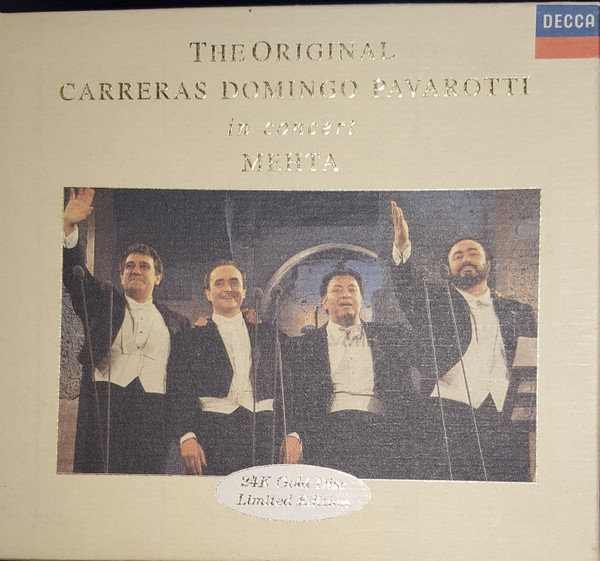 DECCA
THE ORIGINAL
CARRERAS DOMINGO PAVAROTTI
in concert
MEHTA
24K Gold Disc
Limited Edition